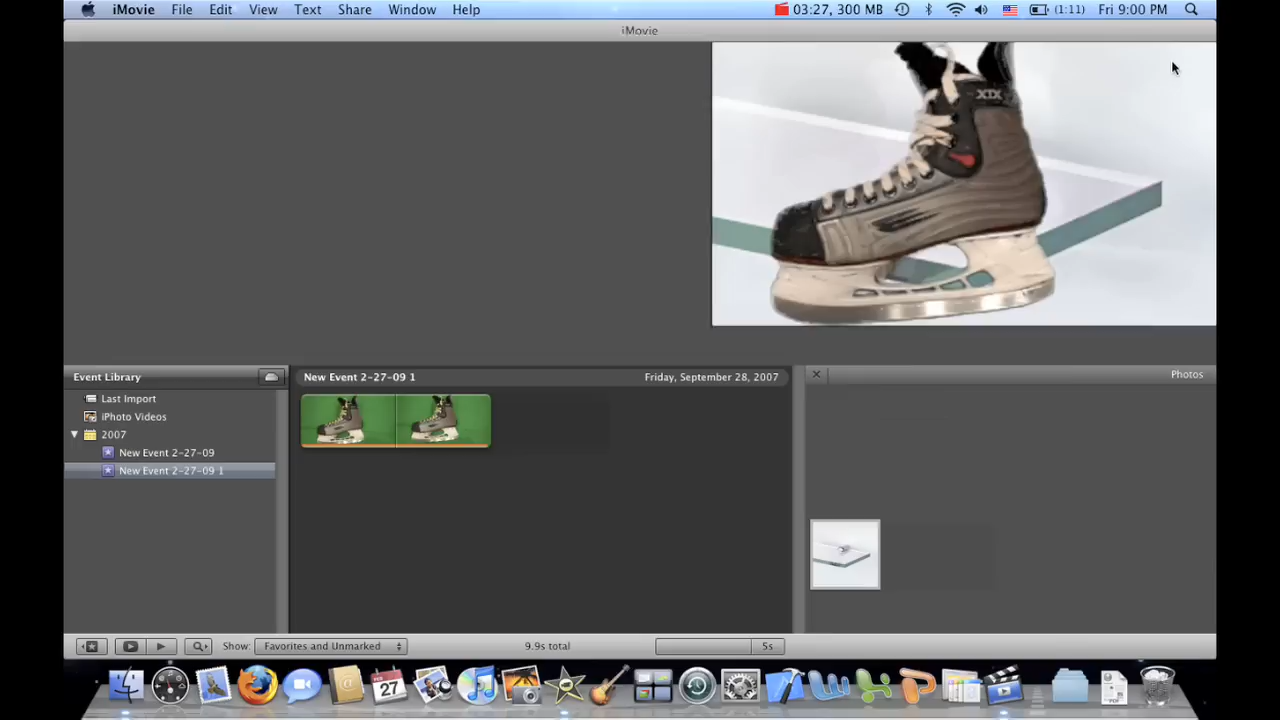 iMovie File Edit View Text Share Window Help 03:27, 300 MB (1:11) Fri 9:00 PM
iMovie
XIX
Event Library
New Event 2-27-09 1 Friday, September 28, 2007
Photos
Last Import
iPhoto Videos
2007
New Event 2-27-09
New Event 2-27-09 1
Show: Favorites and Unmarked 9.9s total 5s
27